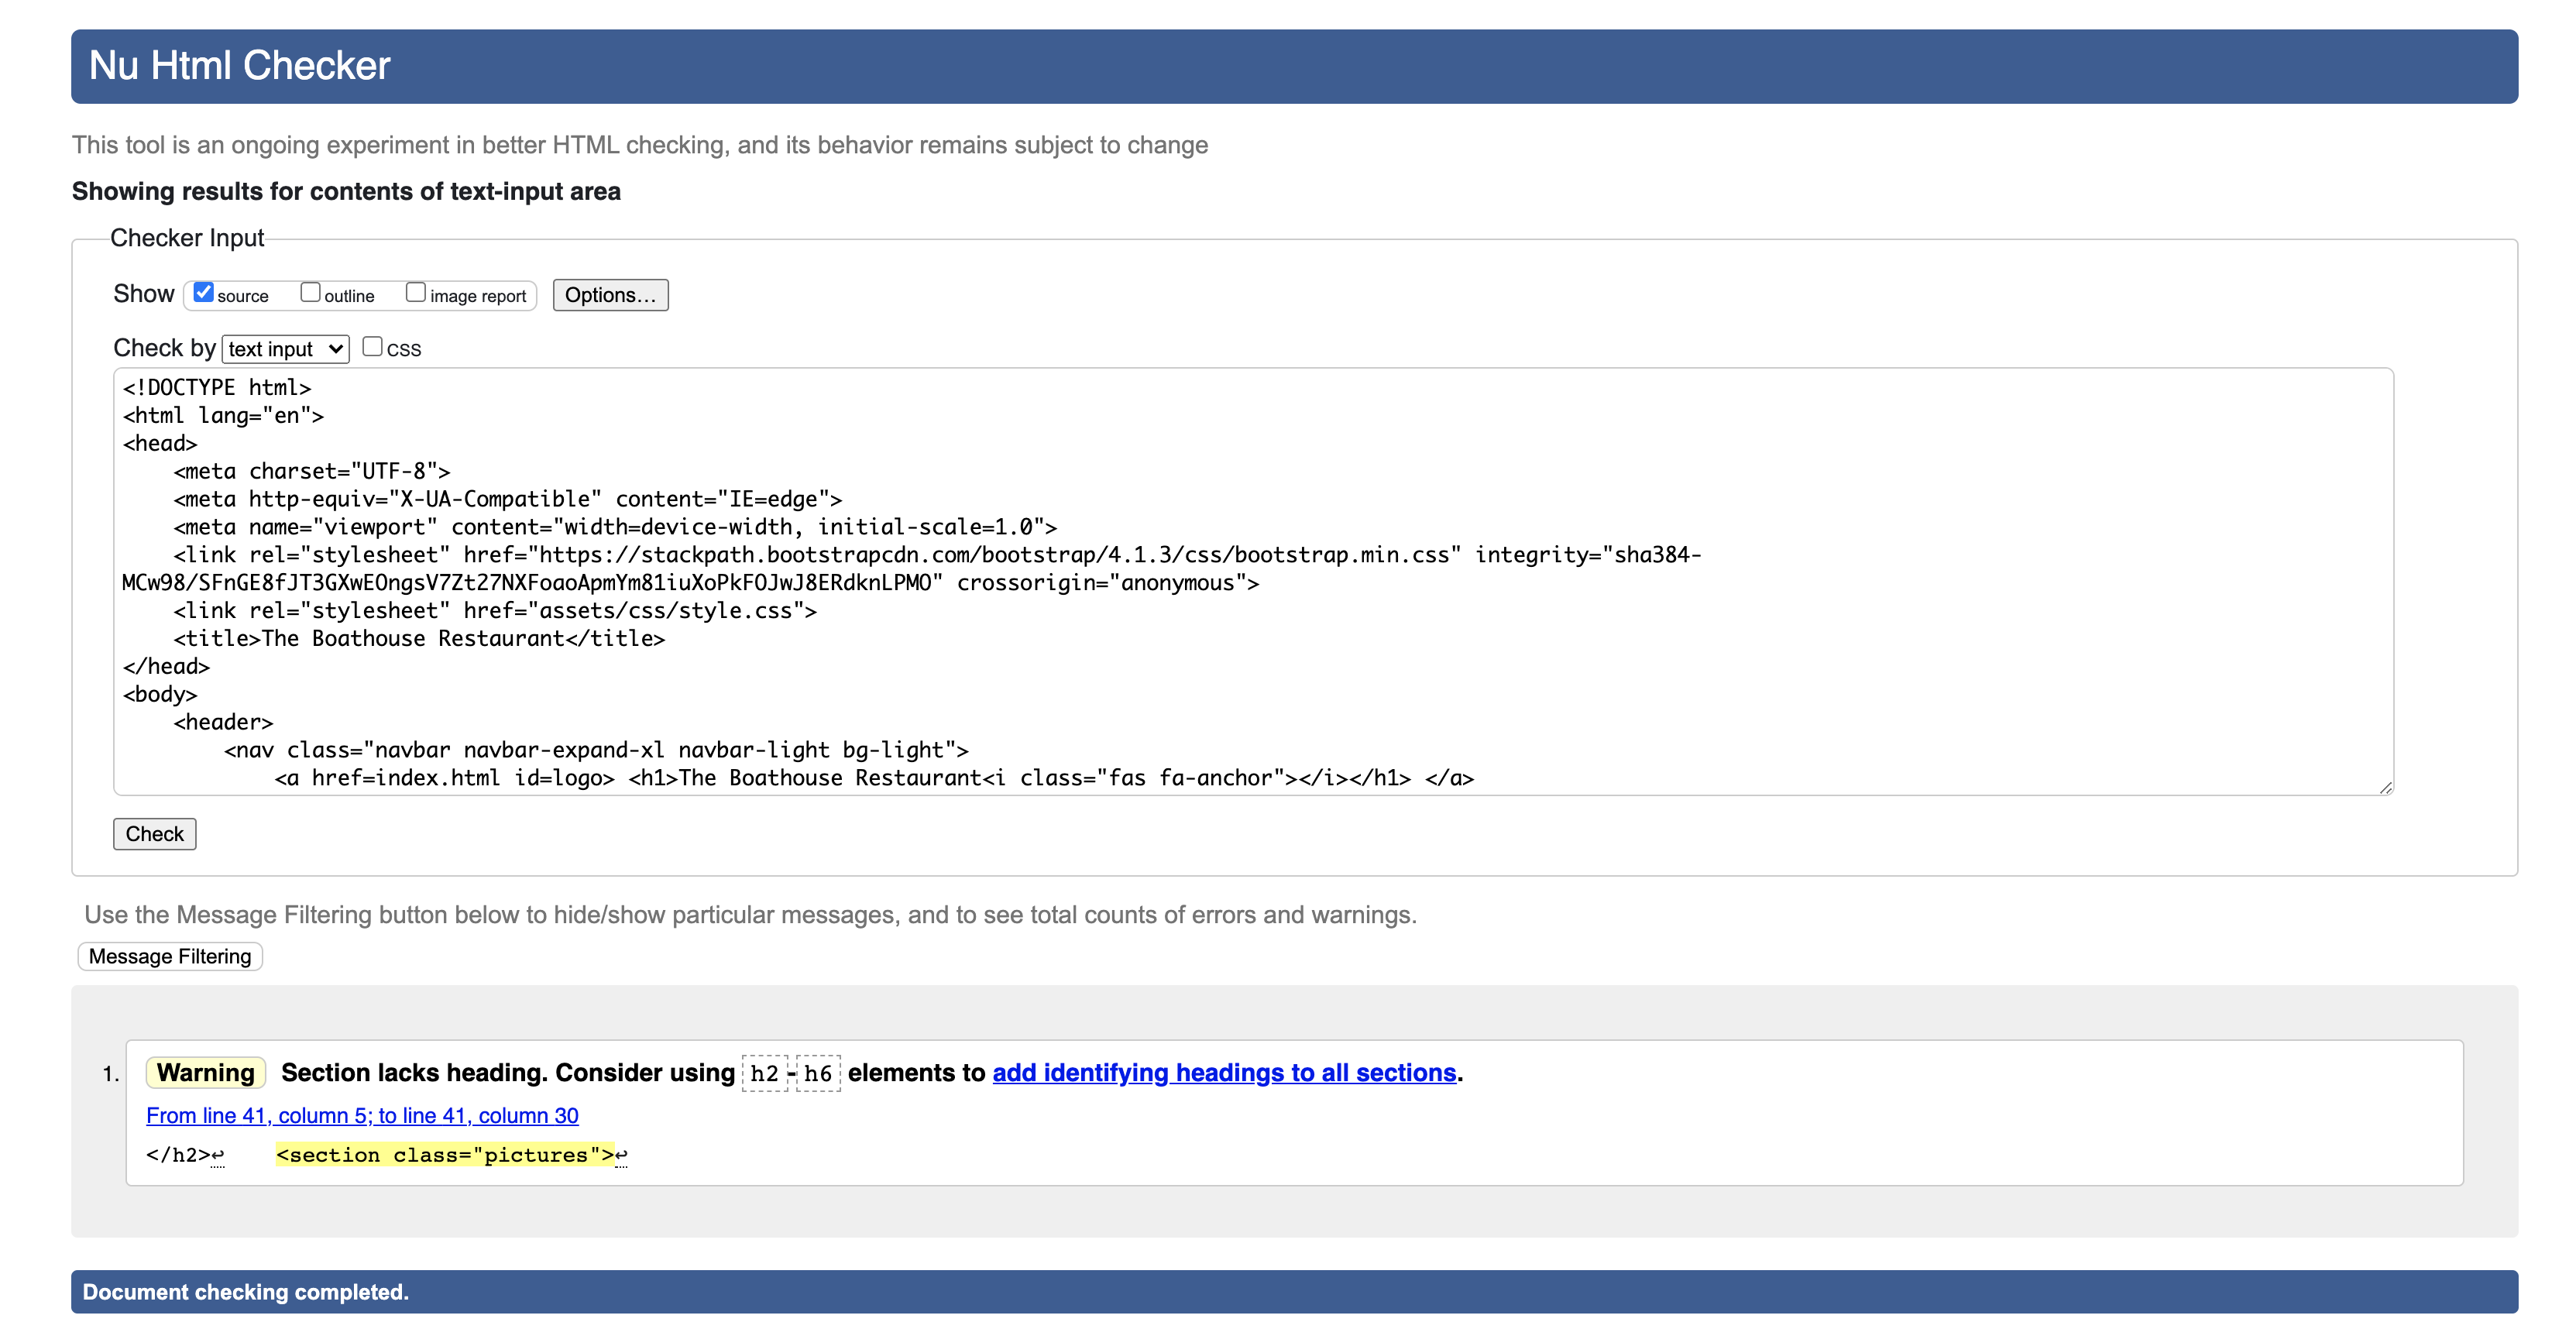 Nu Html Checker
This tool is an ongoing experiment in better HTML checking, and its behavior remains subject to change
Showing results for contents of text-input area
Checker Input
Show source outline image report Options...
Check by text input CSS
<!DOCTYPE html>
<html lang="en">
<head>
    <meta charset="UTF-8">
    <meta http-equiv="X-UA-Compatible" content="IE=edge">
    <meta name="viewport" content="width=device-width, initial-scale=1.0">
    <link rel="stylesheet" href="https://stackpath.bootstrapcdn.com/bootstrap/4.1.3/css/bootstrap.min.css" integrity="sha384-
MCw98/SFnGE8fJT3GXwEOngsV7Zt27NXFoaoApmYm81iuXoPkFOJwJ8ERdknLPMO" crossorigin="anonymous">
    <link rel="stylesheet" href="assets/css/style.css">
    <title>The Boathouse Restaurant</title>
</head>
<body>
    <header>
        <nav class="navbar navbar-expand-xl navbar-light bg-light">
            <a href=index.html id=logo> <h1>The Boathouse Restaurant<i class="fas fa-anchor"></i></h1> </a>
Check
Use the Message Filtering button below to hide/show particular messages, and to see total counts of errors and warnings.
Message Filtering
1. Warning Section lacks heading. Consider using h2-h6 elements to add identifying headings to all sections.
From line 41, column 5; to line 41, column 30
</h2>↩    <section class="pictures">↩
Document checking completed.